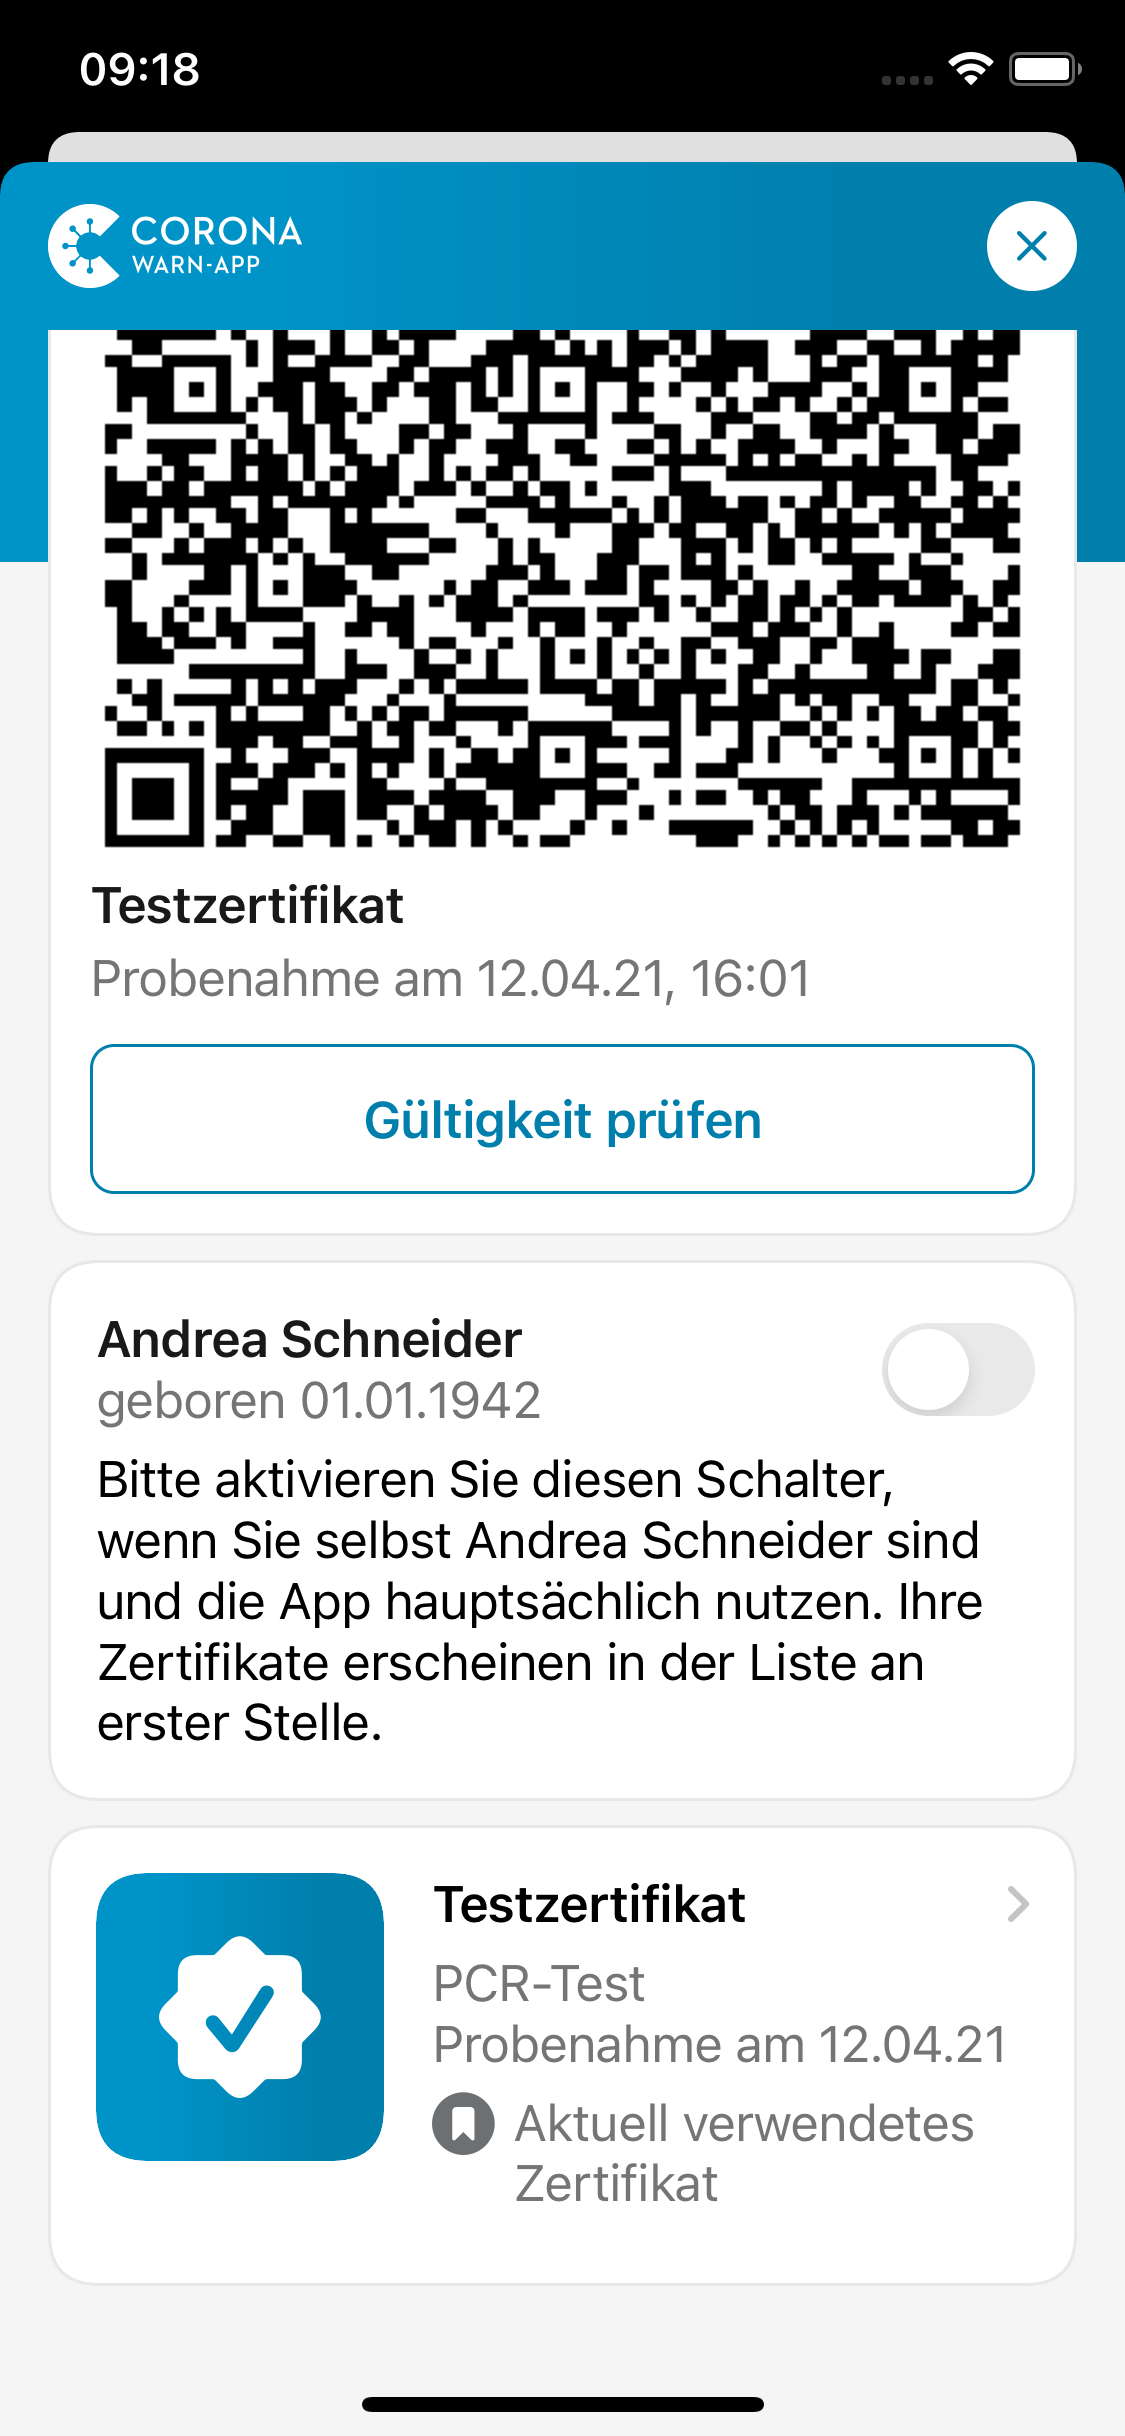 09:18
CORONA
WARN-APP
Testzertifikat
Probenahme am 12.04.21, 16:01
Gültigkeit prüfen
Andrea Schneider
geboren 01.01.1942
Bitte aktivieren Sie diesen Schalter,
wenn Sie selbst Andrea Schneider sind
und die App hauptsächlich nutzen. Ihre
Zertifikate erscheinen in der Liste an
erster Stelle.
Testzertifikat
PCR-Test
Probenahme am 12.04.21
Aktuell verwendetes
Zertifikat